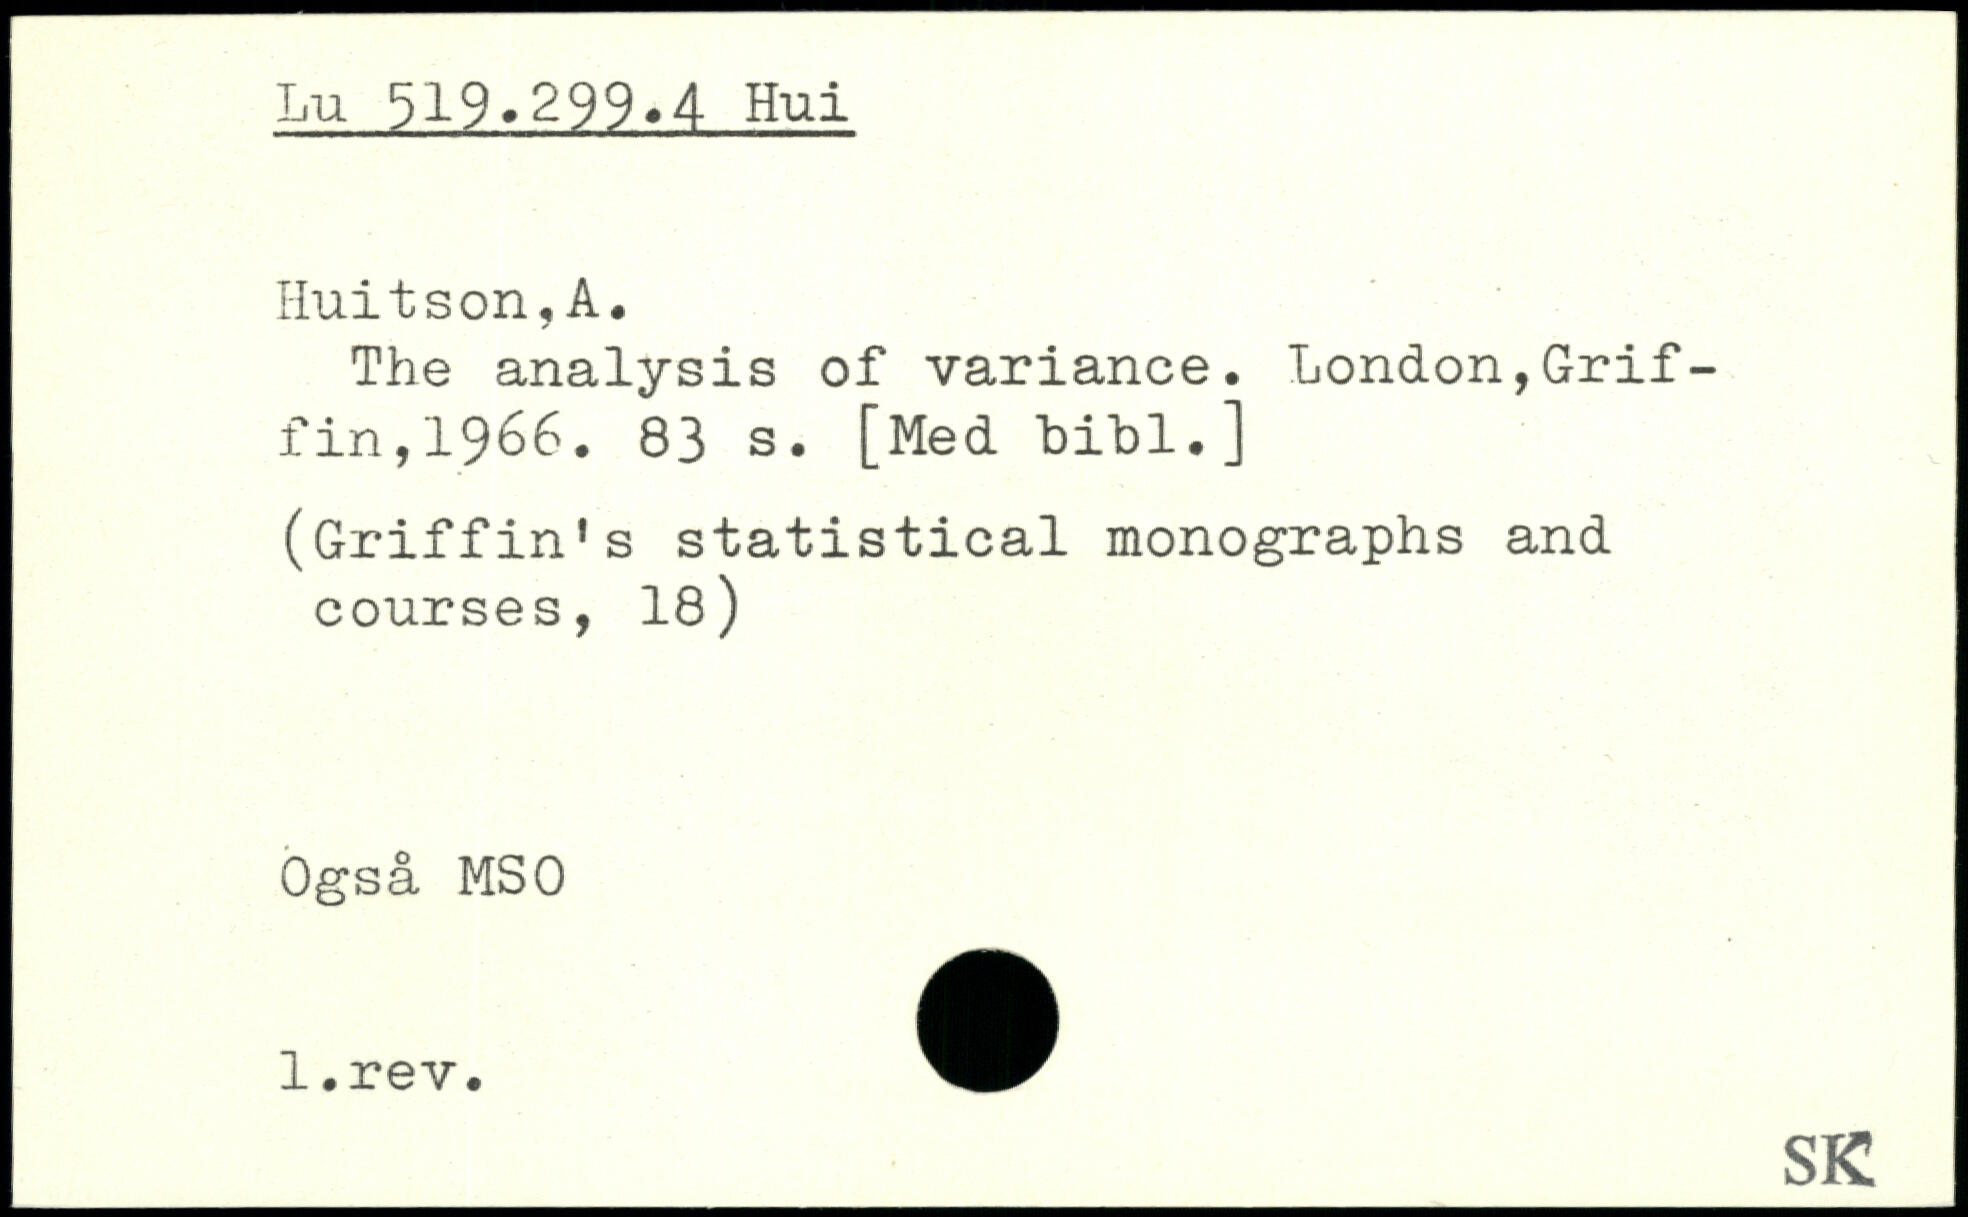 Lu 519.299.4 Hui
Huitson,A.
The analysis of variance. London,Grif-
fin,1966. 83 s. [Med bibl.]
(Griffin's statistical monographs and
courses, 18)
Også MSO
1.rev.
SK